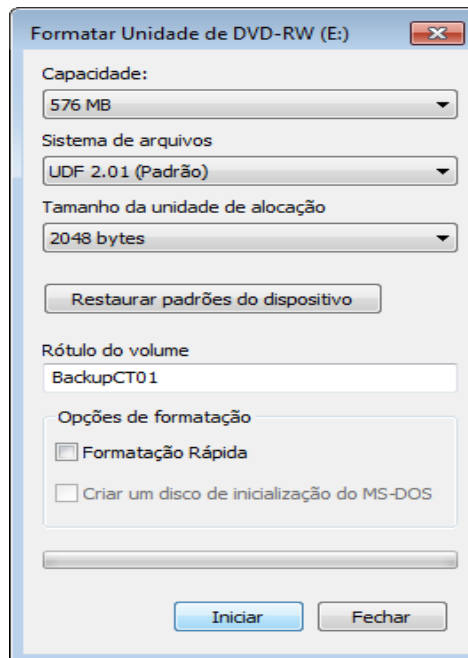 Formatar Unidade de DVD-RW (E:)
Capacidade:
576 MB
Sistema de arquivos
UDF 2.01 (Padrão)
Tamanho da unidade de alocação
2048 bytes
Restaurar padrões do dispositivo
Rótulo do volume
BackupCT01
Opções de formatação
Formatação Rápida
Criar um disco de inicialização do MS-DOS
Iniciar Fechar